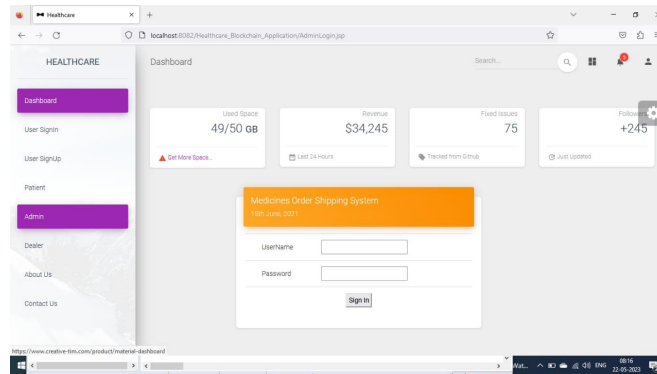 Healthcare
localhost:8082/Healthcare_Blockchain_Application/AdminLogin.jsp
HEALTHCARE
Dashboard
Search...
Dashboard
User Signin
User SignUp
Patient
Admin
Dealer
About Us
Contact Us
Used Space
49/50 GB
Get More Space...
Revenue
$34,245
Last 24 Hours
Fixed Issues
75
Tracked from Github
Followers
+245
Just Updated
Medicines Order Shipping System
15th June, 2021
UserName
Password
Sign In
https://www.creative-tim.com/product/material-dashboard
Wat...
ENG
08:16
22-05-2023